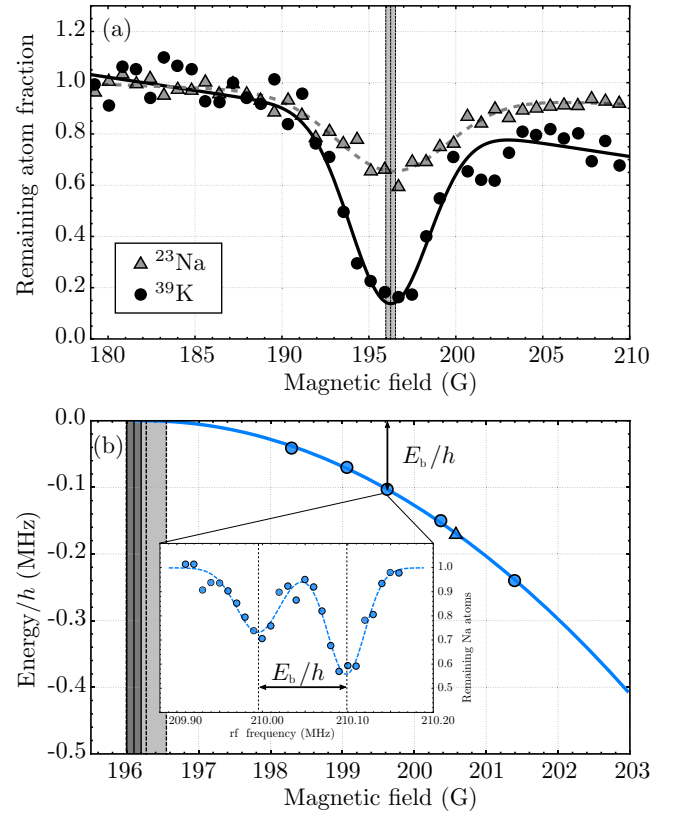 (a)
Remaining atom fraction
1.2
1.0
0.8
0.6
0.4
0.2
0.0
²³Na
³⁹K
180 185 190 195 200 205 210
Magnetic field (G)
(b)
Energy/h (MHz)
0.0
-0.1
-0.2
-0.3
-0.4
-0.5
E_b/h
1.0
0.9
0.8
0.7
0.6
0.5
Remaining Na atoms
E_b/h
209.90 210.00 210.10 210.20
rf frequency (MHz)
196 197 198 199 200 201 202 203
Magnetic field (G)